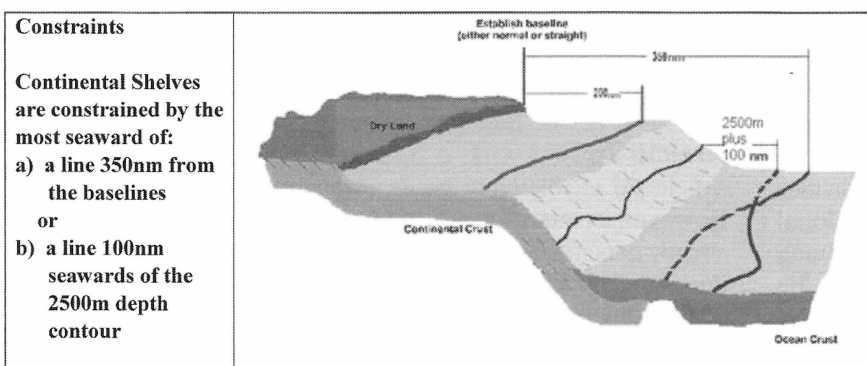 Constraints
Continental Shelves
are constrained by the
most seaward of:
a) a line 350nm from
the baselines
or
b) a line 100nm
seawards of the
2500m depth
contour
Establish baseline
(either normal or straight)
350nm
200nm
Dry Land
2500m
plus
100 nm
Continental Crust
Ocean Crust